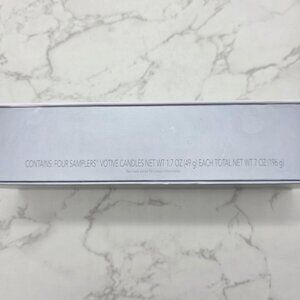 CONTAINS: FOUR SAMPLERS® VOTIVE CANDLES NET WT 1.7 OZ (49 g) EACH TOTAL NET WT 7 OZ (196 g)